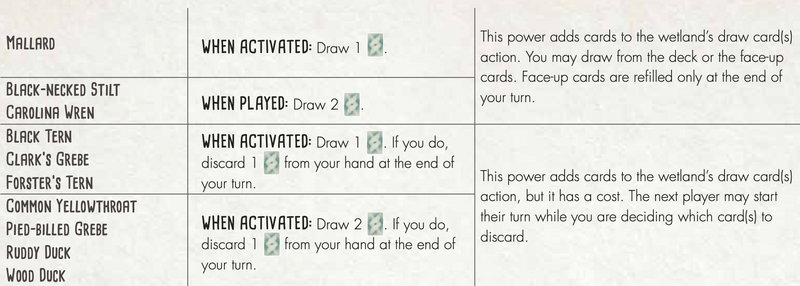 MALLARD
WHEN ACTIVATED: Draw 1 .
This power adds cards to the wetland's draw card(s)
action. You may draw from the deck or the face-up
cards. Face-up cards are refilled only at the end of
your turn.
BLACK-NECKED STILT
CAROLINA WREN
WHEN PLAYED: Draw 2 .
BLACK TERN
CLARK'S GREBE
FORSTER'S TERN
WHEN ACTIVATED: Draw 1 . If you do,
discard 1 from your hand at the end of
your turn.
This power adds cards to the wetland's draw card(s)
action, but it has a cost. The next player may start
their turn while you are deciding which card(s) to
discard.
COMMON YELLOWTHROAT
PIED-BILLED GREBE
RUDDY DUCK
WOOD DUCK
WHEN ACTIVATED: Draw 2 . If you do,
discard 1 from your hand at the end of
your turn.